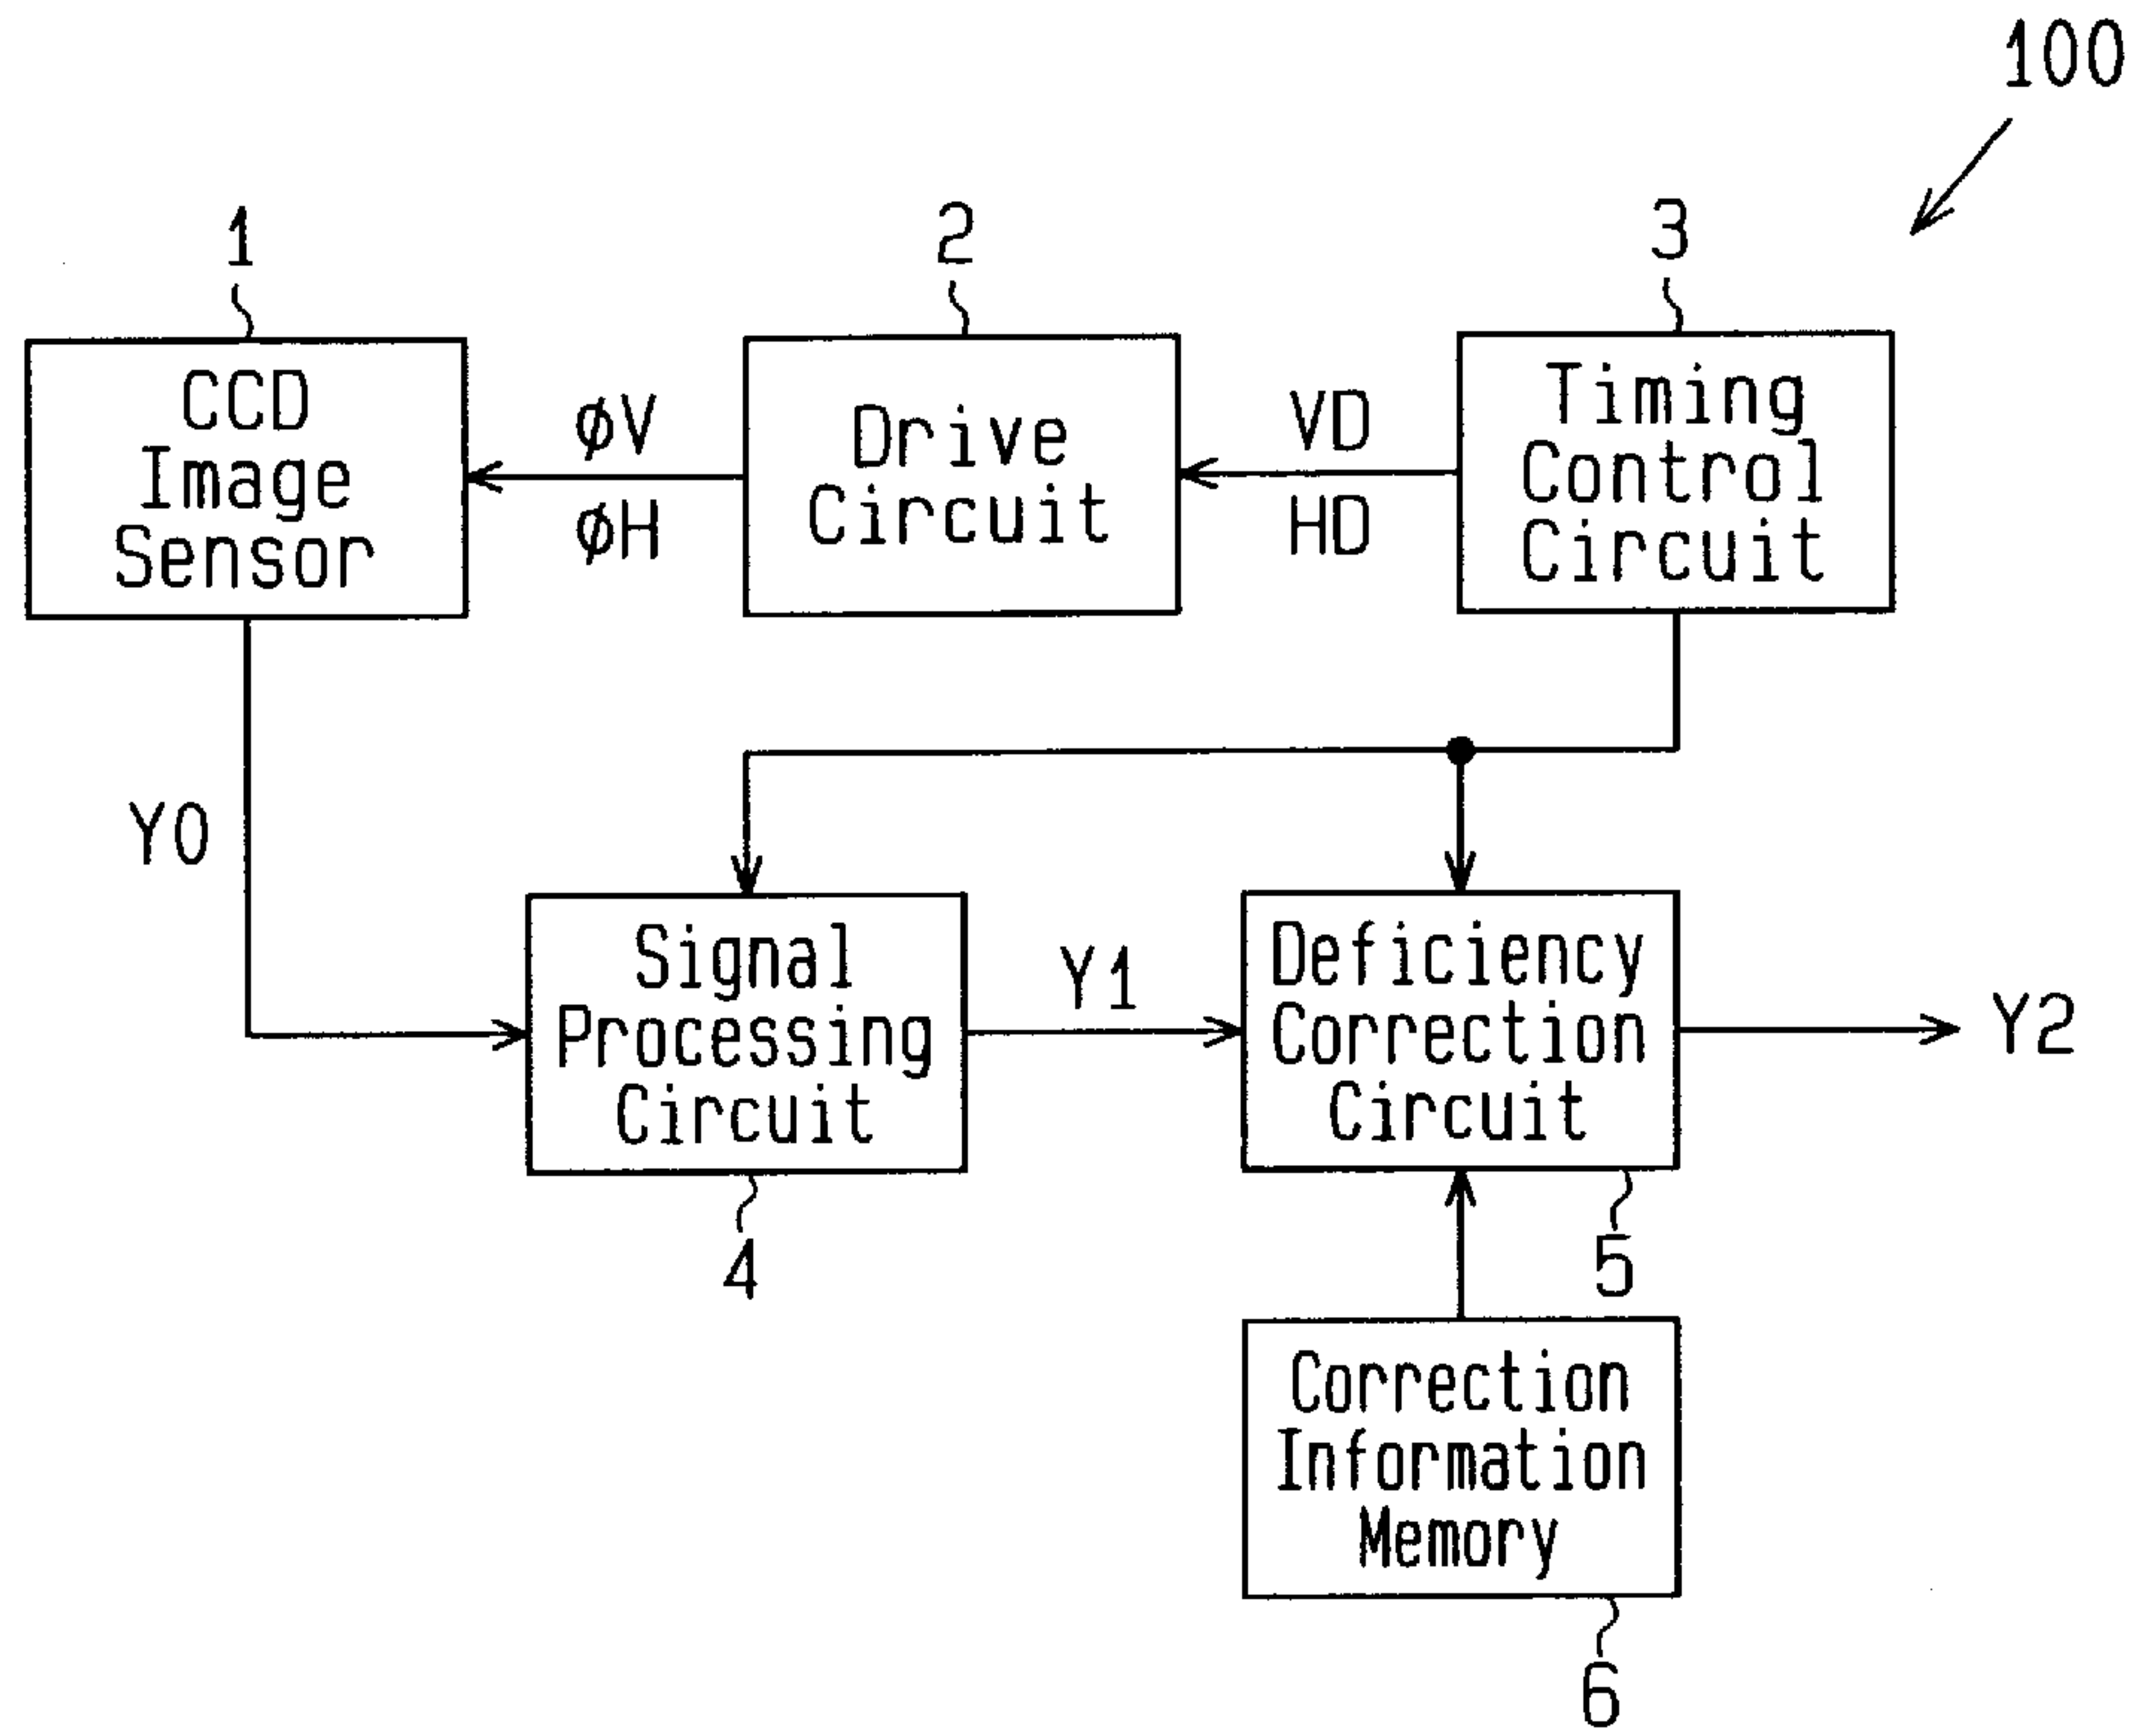 100
1
2
3
CCD
Image
Sensor
φV
φH
Drive
Circuit
VD
HD
Timing
Control
Circuit
Y0
Signal
Processing
Circuit
Y1
Deficiency
Correction
Circuit
Y2
4
5
Correction
Information
Memory
6